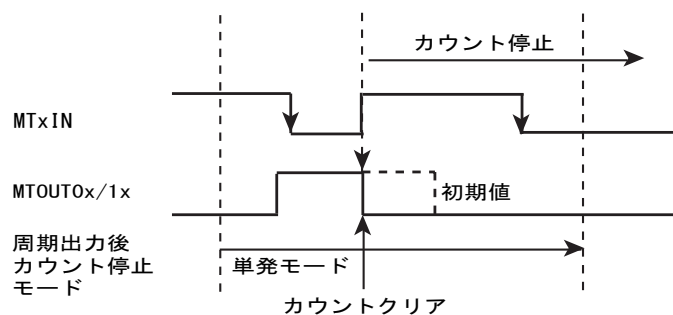 カウント停止
MTxIN
MTOUT0x/1x
初期値
周期出力後
カウント停止
モード
単発モード
カウントクリア